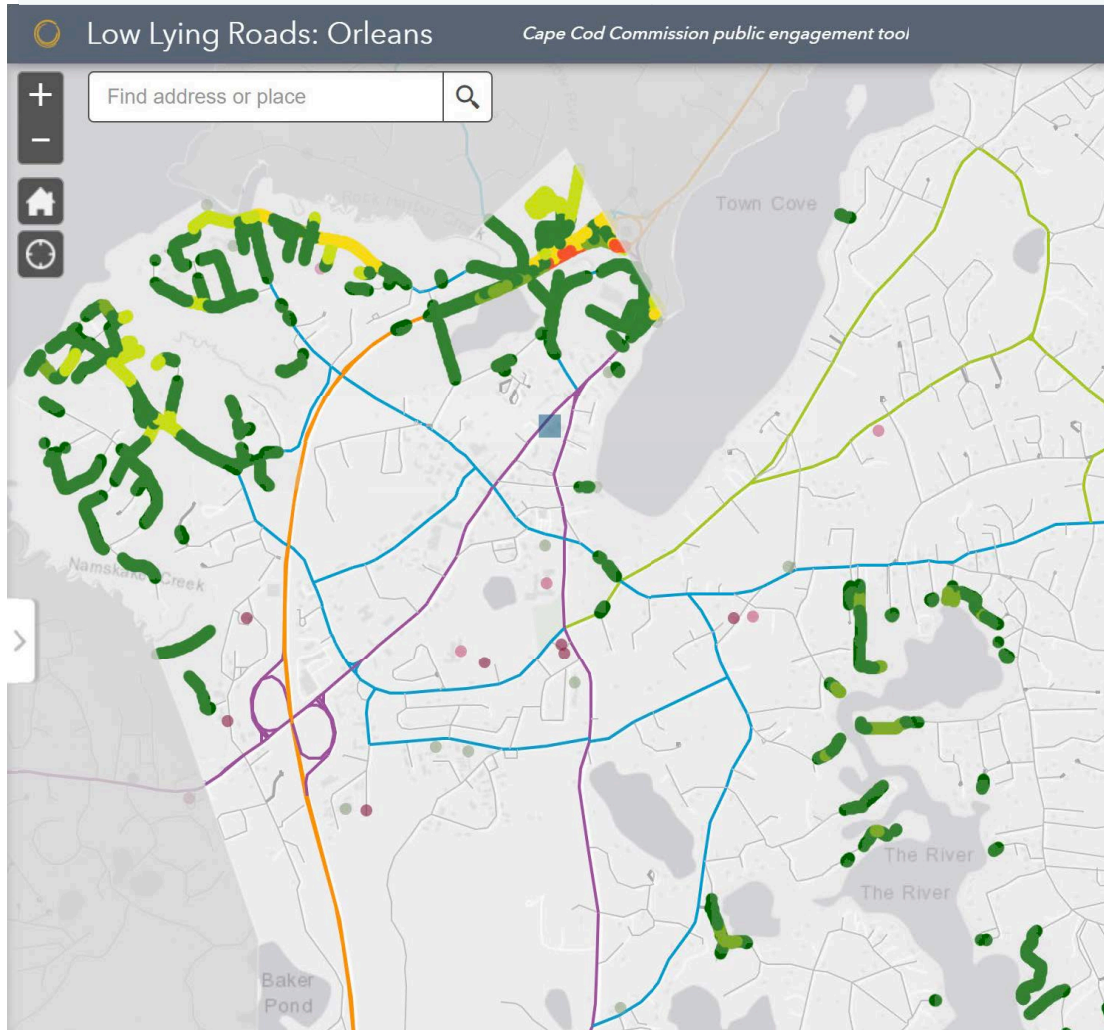 Low Lying Roads: Orleans
Cape Cod Commission public engagement tool
+
Find address or place
−
Town Cove
Namskaket Creek
The River
The River
Baker
Pond